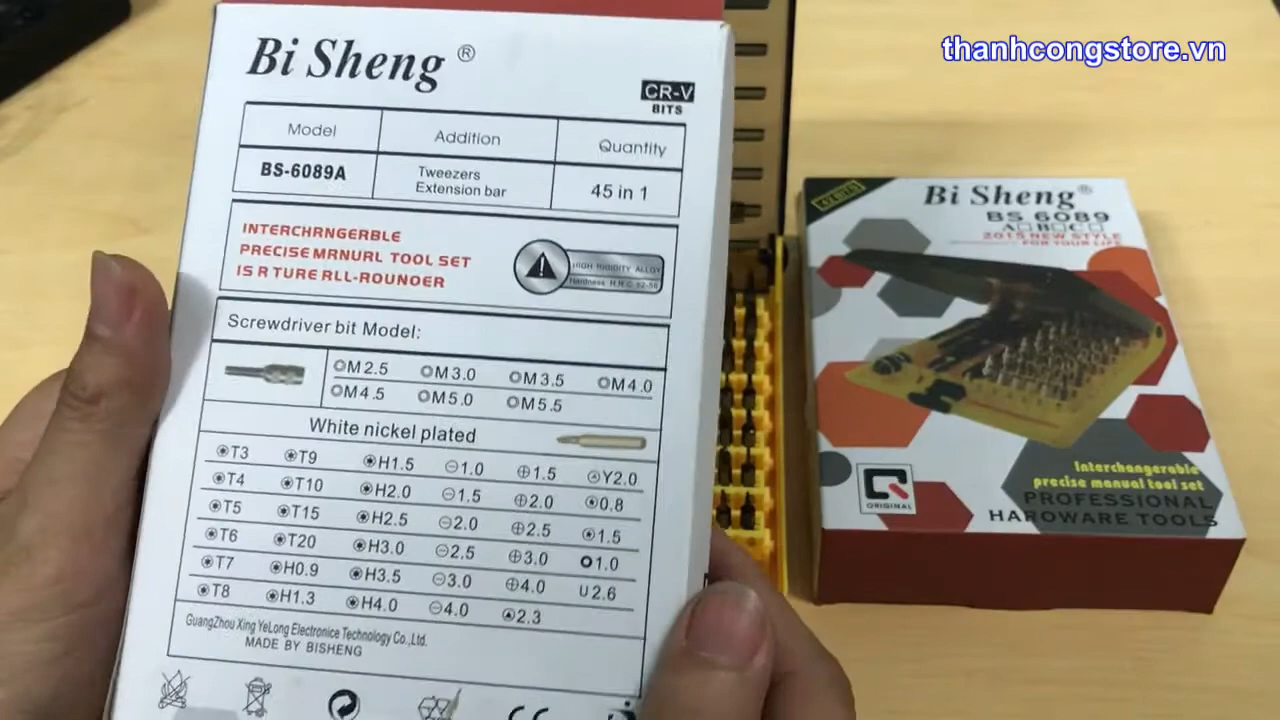 thanhcongstore.vn
Bi Sheng ®
CR-V
BITS
Model Addition Quantity
BS-6089A Tweezers Extension bar 45 in 1
INTERCHANGERBLE
PRECISE MRNURL TOOL SET
IS R TURE RLL-ROUNOER
HIGH RIGIDITY ALLOY
Hardness H.R.C 52-56
Screwdriver bit Model:
M2.5 M3.0 M3.5 M4.0
M4.5 M5.0 M5.5
White nickel plated
T3 T9 H1.5 ⊖1.0 ⊕1.5 Y2.0
T4 T10 H2.0 ⊖1.5 ⊕2.0 0.8
T5 T15 H2.5 ⊖2.0 ⊕2.5 1.5
T6 T20 H3.0 ⊖2.5 ⊕3.0 1.0
T7 H0.9 H3.5 ⊖3.0 ⊕4.0 U2.6
T8 H1.3 H4.0 ⊖4.0 2.3
GuangZhou Xing YeLong Electronice Technology Co.,Ltd.
MADE BY BISHENG
CE
Bi Sheng ®
BS 6089
A□ B□ C□
2015 NEW STYLE
FOR YOUR LIFE
Interchangerable
precise manual tool set
PROFESSIONAL
HARDWARE TOOLS
ORIGINAL